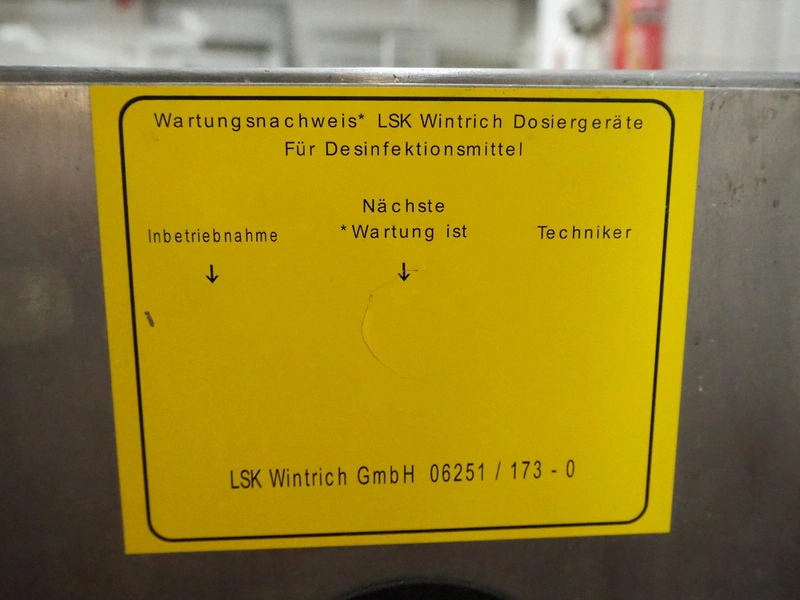 Wartungsnachweis* LSK Wintrich Dosiergeräte
Für Desinfektionsmittel
Nächste
Inbetriebnahme *Wartung ist Techniker
↓ ↓
LSK Wintrich GmbH 06251 / 173 - 0